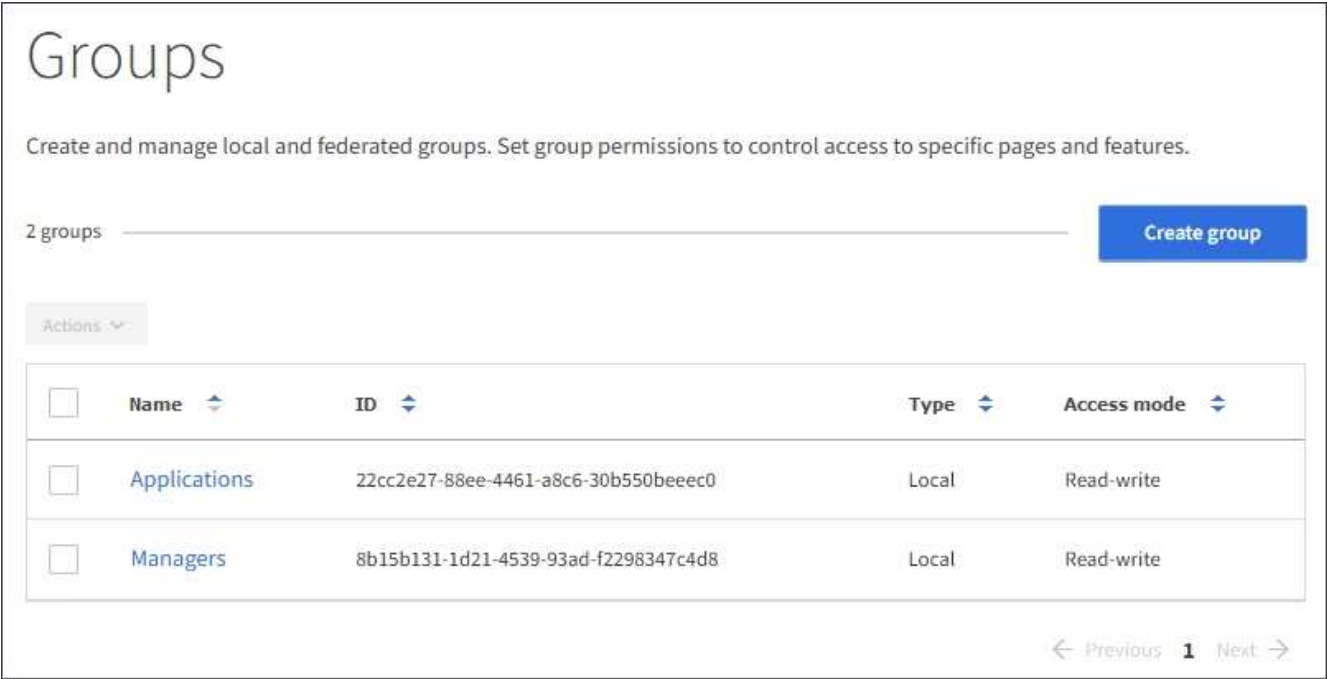 Groups
Create and manage local and federated groups. Set group permissions to control access to specific pages and features.
2 groups
Create group
Actions
Name ID Type Access mode
Applications 22cc2e27-88ee-4461-a8c6-30b550beeec0 Local Read-write
Managers 8b15b131-1d21-4539-93ad-f2298347c4d8 Local Read-write
← Previous 1 Next →